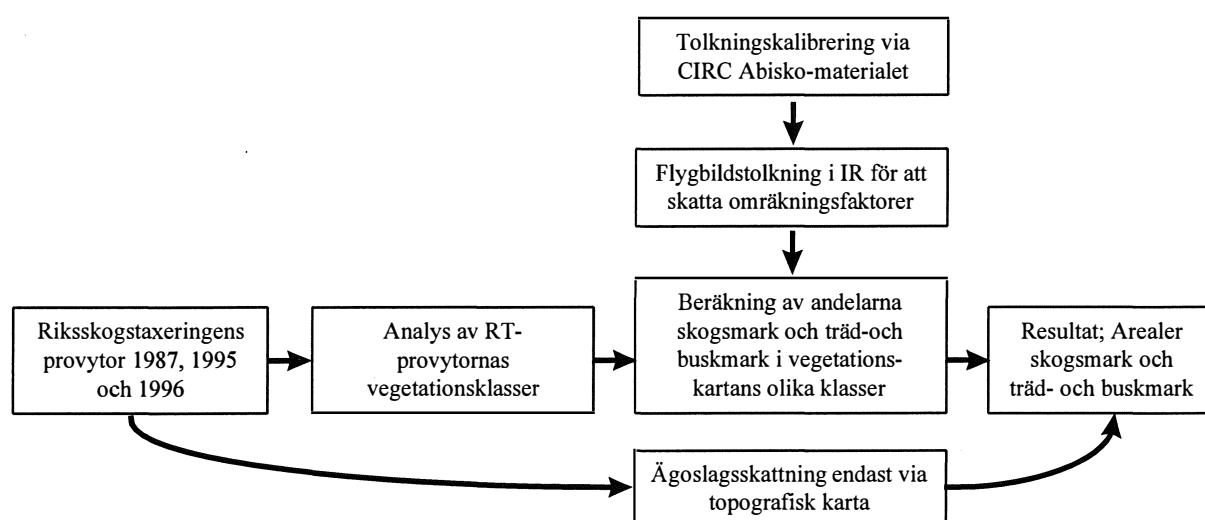 Tolkningskalibrering via
CIRC Abisko-materialet
Flygbildstolkning i IR för att
skatta omräkningsfaktorer
Riksskogstaxeringens
provytor 1987, 1995
och 1996
Analys av RT-
provytornas
vegetationsklasser
Beräkning av andelarna
skogsmark och träd-och
buskmark i vegetations-
kartans olika klasser
Resultat; Arealer
skogsmark och
träd- och buskmark
Ägoslagsskattning endast via
topografisk karta